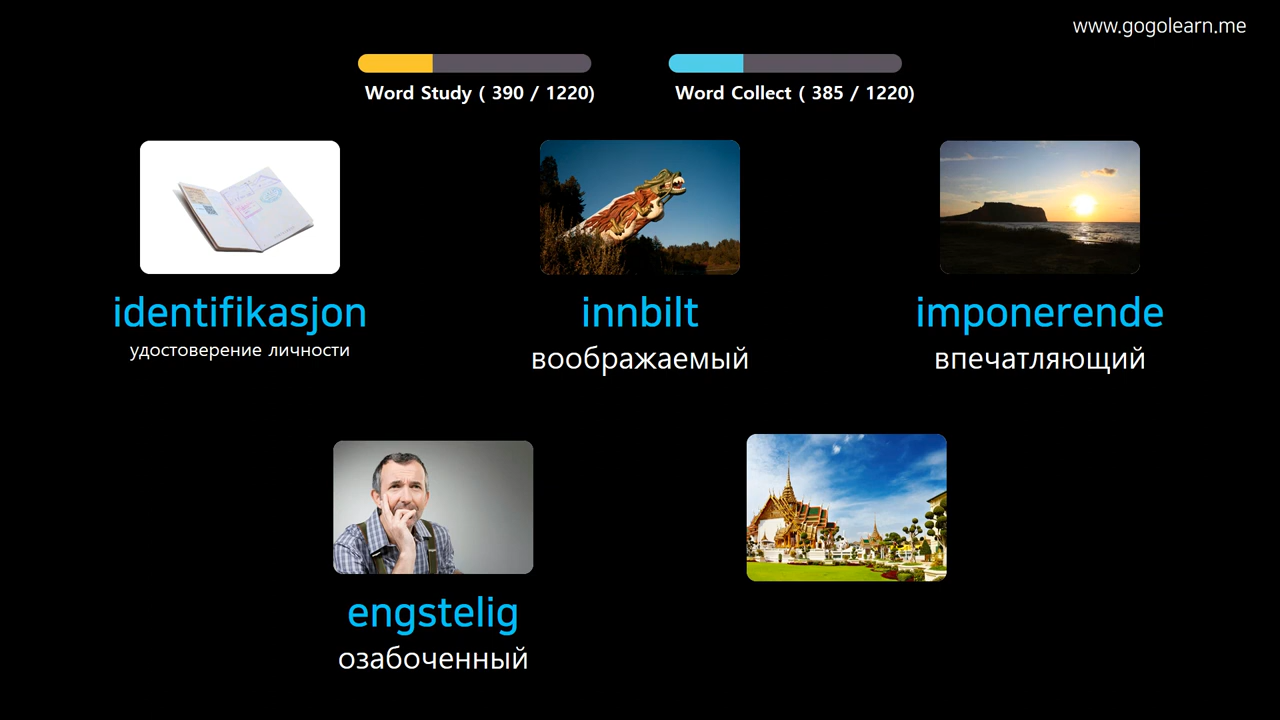 www.gogolearn.me
Word Study ( 390 / 1220)
Word Collect ( 385 / 1220)
identifikasjon
удостоверение личности
innbilt
воображаемый
imponerende
впечатляющий
engstelig
озабоченный